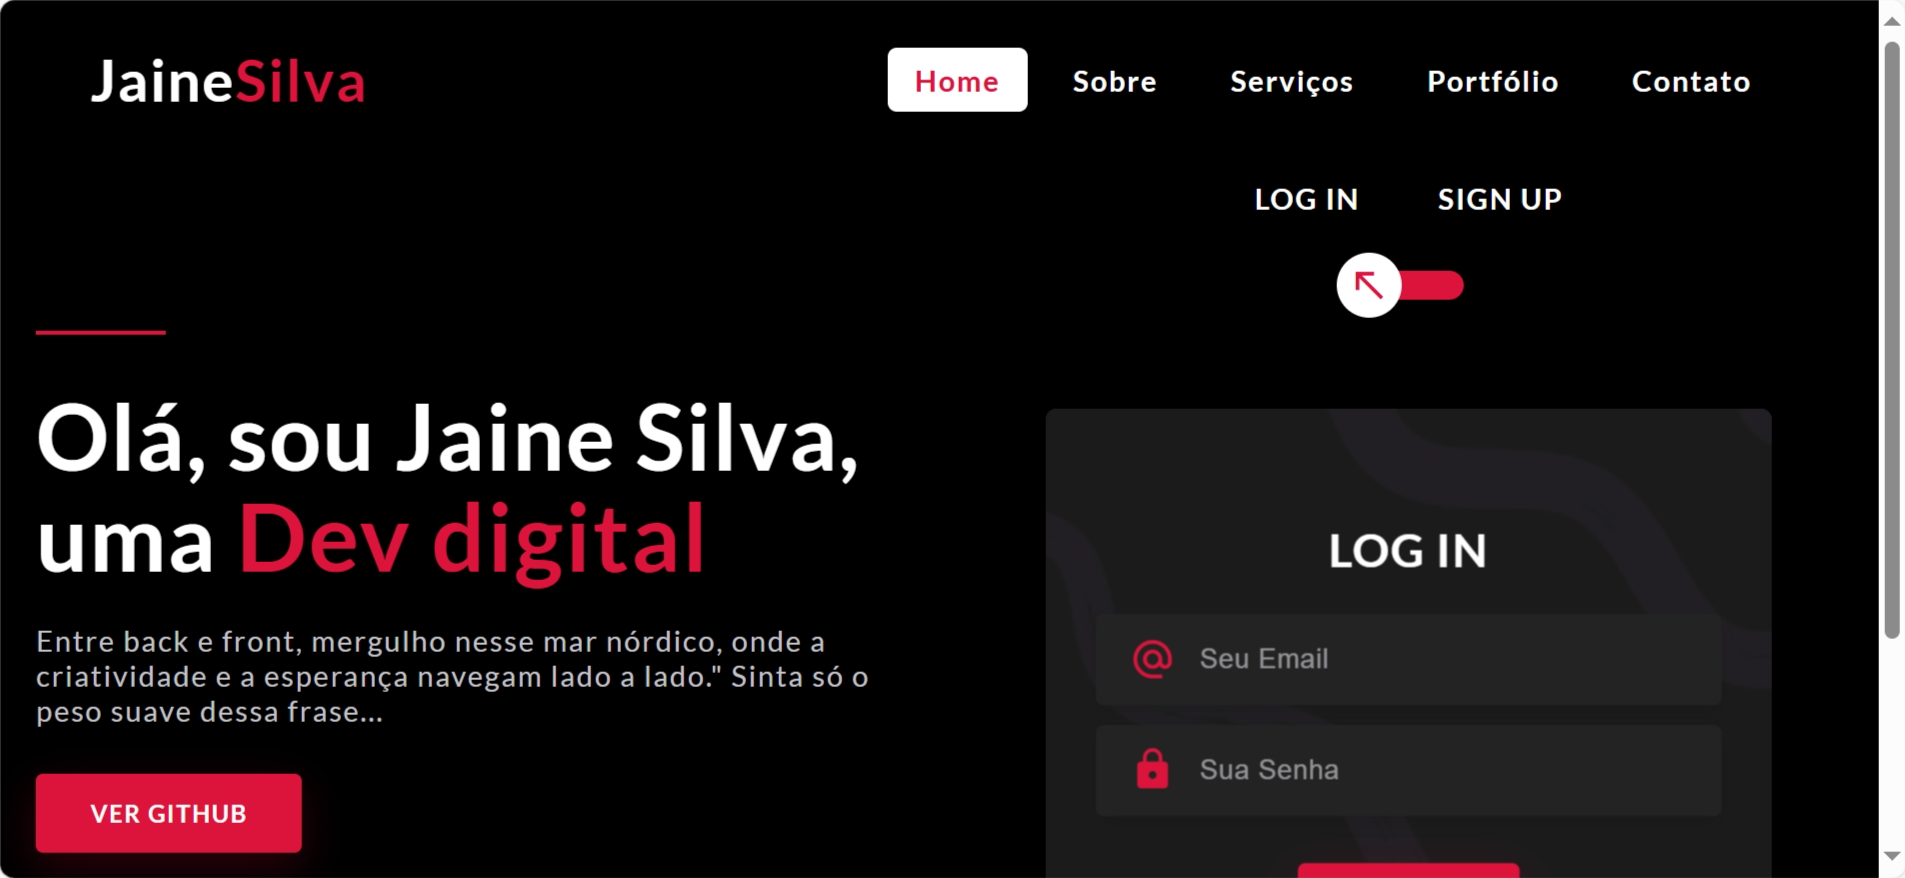 JaineSilva
Home Sobre Serviços Portfólio Contato
LOG IN SIGN UP
Olá, sou Jaine Silva,
uma Dev digital
Entre back e front, mergulho nesse mar nórdico, onde a
criatividade e a esperança navegam lado a lado." Sinta só o
peso suave dessa frase...
VER GITHUB
LOG IN
Seu Email
Sua Senha